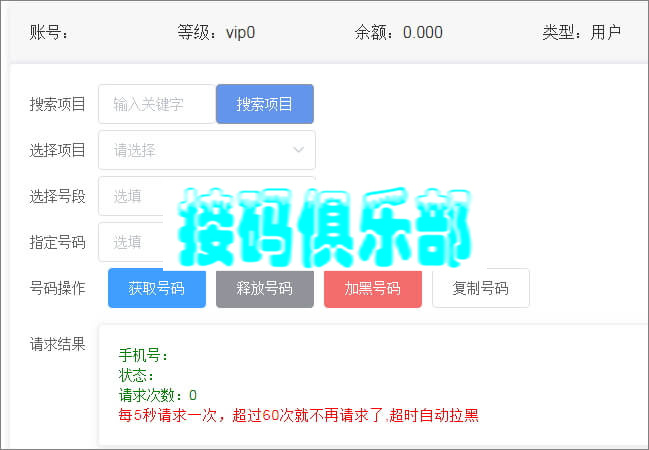 账号： 等级：vip0 余额：0.000 类型：用户
搜索项目 输入关键字 搜索项目
选择项目 请选择
选择号段 选填
接码俱乐部
指定号码 选填
号码操作 获取号码 释放号码 加黑号码 复制号码
请求结果
手机号：
状态：
请求次数：0
每5秒请求一次，超过60次就不再请求了,超时自动拉黑